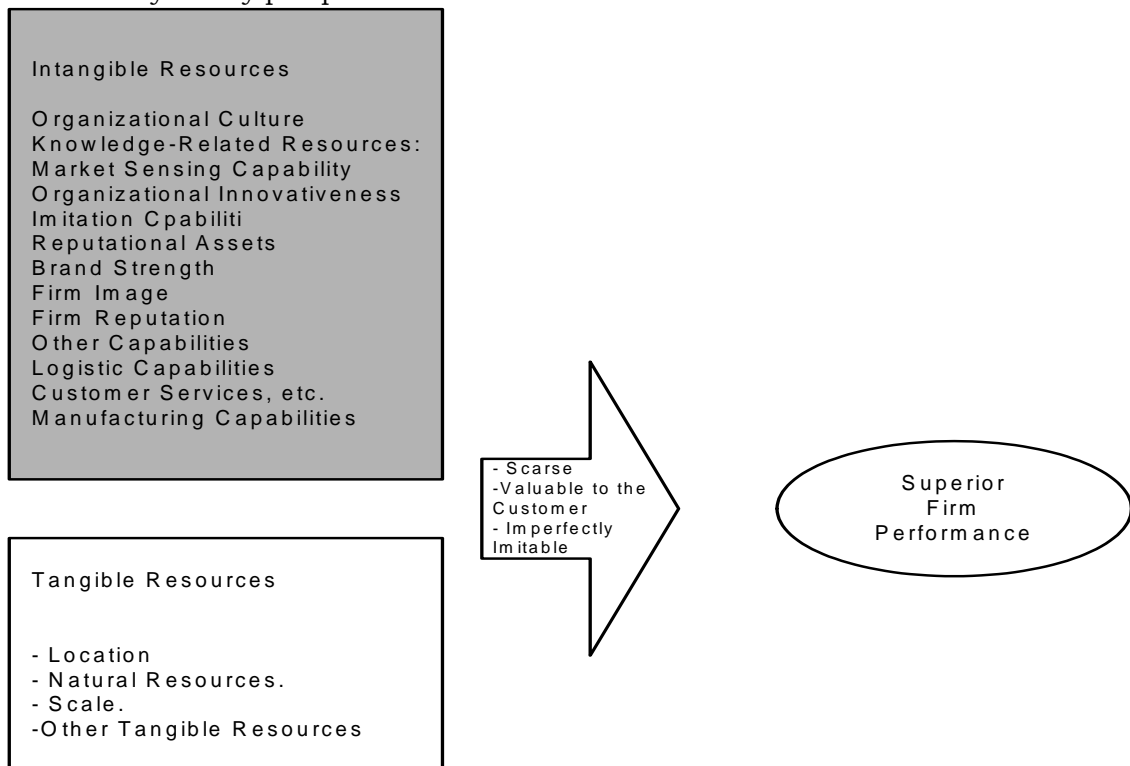 Intangible Resources
Organizational Culture
Knowledge-Related Resources:
Market Sensing Capability
Organizational Innovativeness
Imitation Cpabiliti
Reputational Assets
Brand Strength
Firm Image
Firm Reputation
Other Capabilities
Logistic Capabilities
Customer Services, etc.
Manufacturing Capabilities
- Scarse
-Valuable to the
Customer
- Imperfectly
Imitable
Superior
Firm
Performance
Tangible Resources
- Location
- Natural Resources.
- Scale.
-Other Tangible Resources